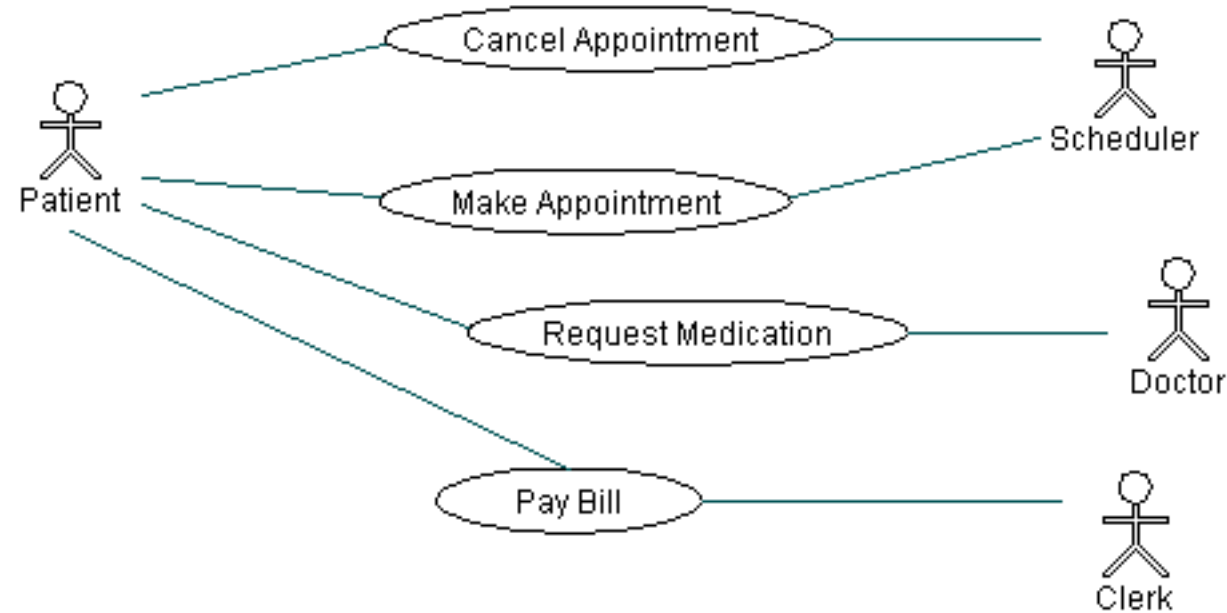 Cancel Appointment
Scheduler
Patient
Make Appointment
Request Medication
Doctor
Pay Bill
Clerk